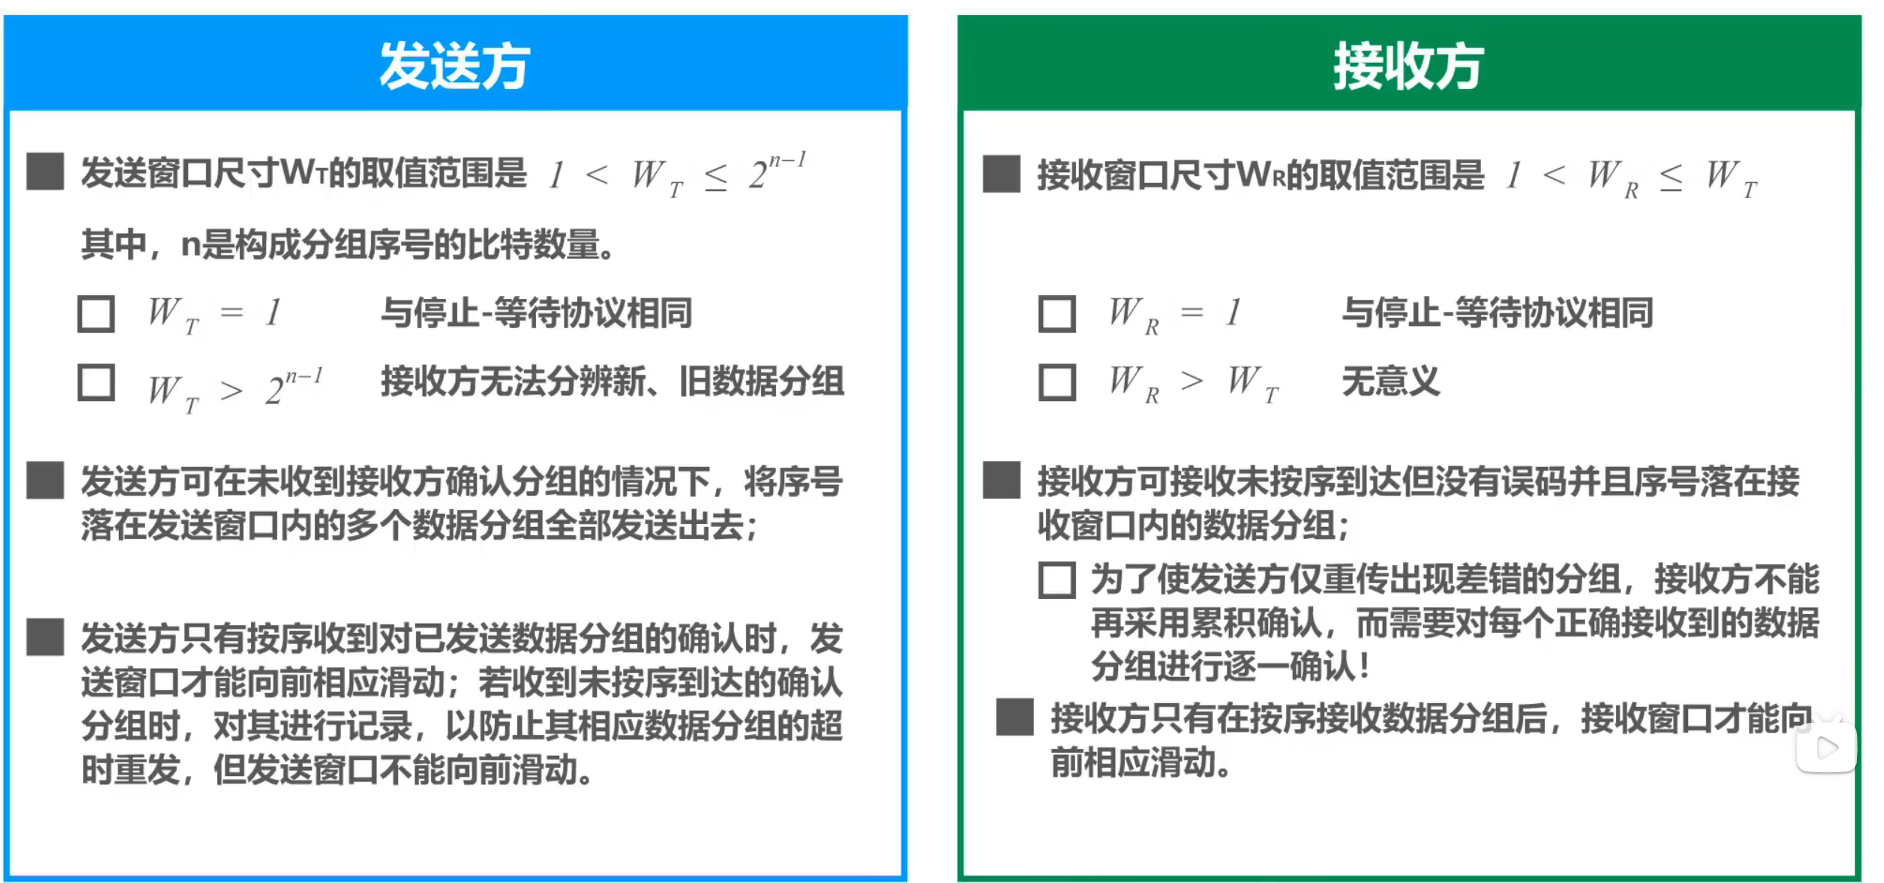 发送方
发送窗口尺寸WT的取值范围是 1 < W_T ≤ 2^{n-1}
其中，n是构成分组序号的比特数量。
W_T = 1 与停止-等待协议相同
W_T > 2^{n-1} 接收方无法分辨新、旧数据分组
发送方可在未收到接收方确认分组的情况下，将序号
落在发送窗口内的多个数据分组全部发送出去；
发送方只有按序收到对已发送数据分组的确认时，发
送窗口才能向前相应滑动；若收到未按序到达的确认
分组时，对其进行记录，以防止其相应数据分组的超
时重发，但发送窗口不能向前滑动。
接收方
接收窗口尺寸WR的取值范围是 1 < W_R ≤ W_T
W_R = 1 与停止-等待协议相同
W_R > W_T 无意义
接收方可接收未按序到达但没有误码并且序号落在接
收窗口内的数据分组；
为了使发送方仅重传出现差错的分组，接收方不能
再采用累积确认，而需要对每个正确接收到的数据
分组进行逐一确认！
接收方只有在按序接收数据分组后，接收窗口才能向
前相应滑动。